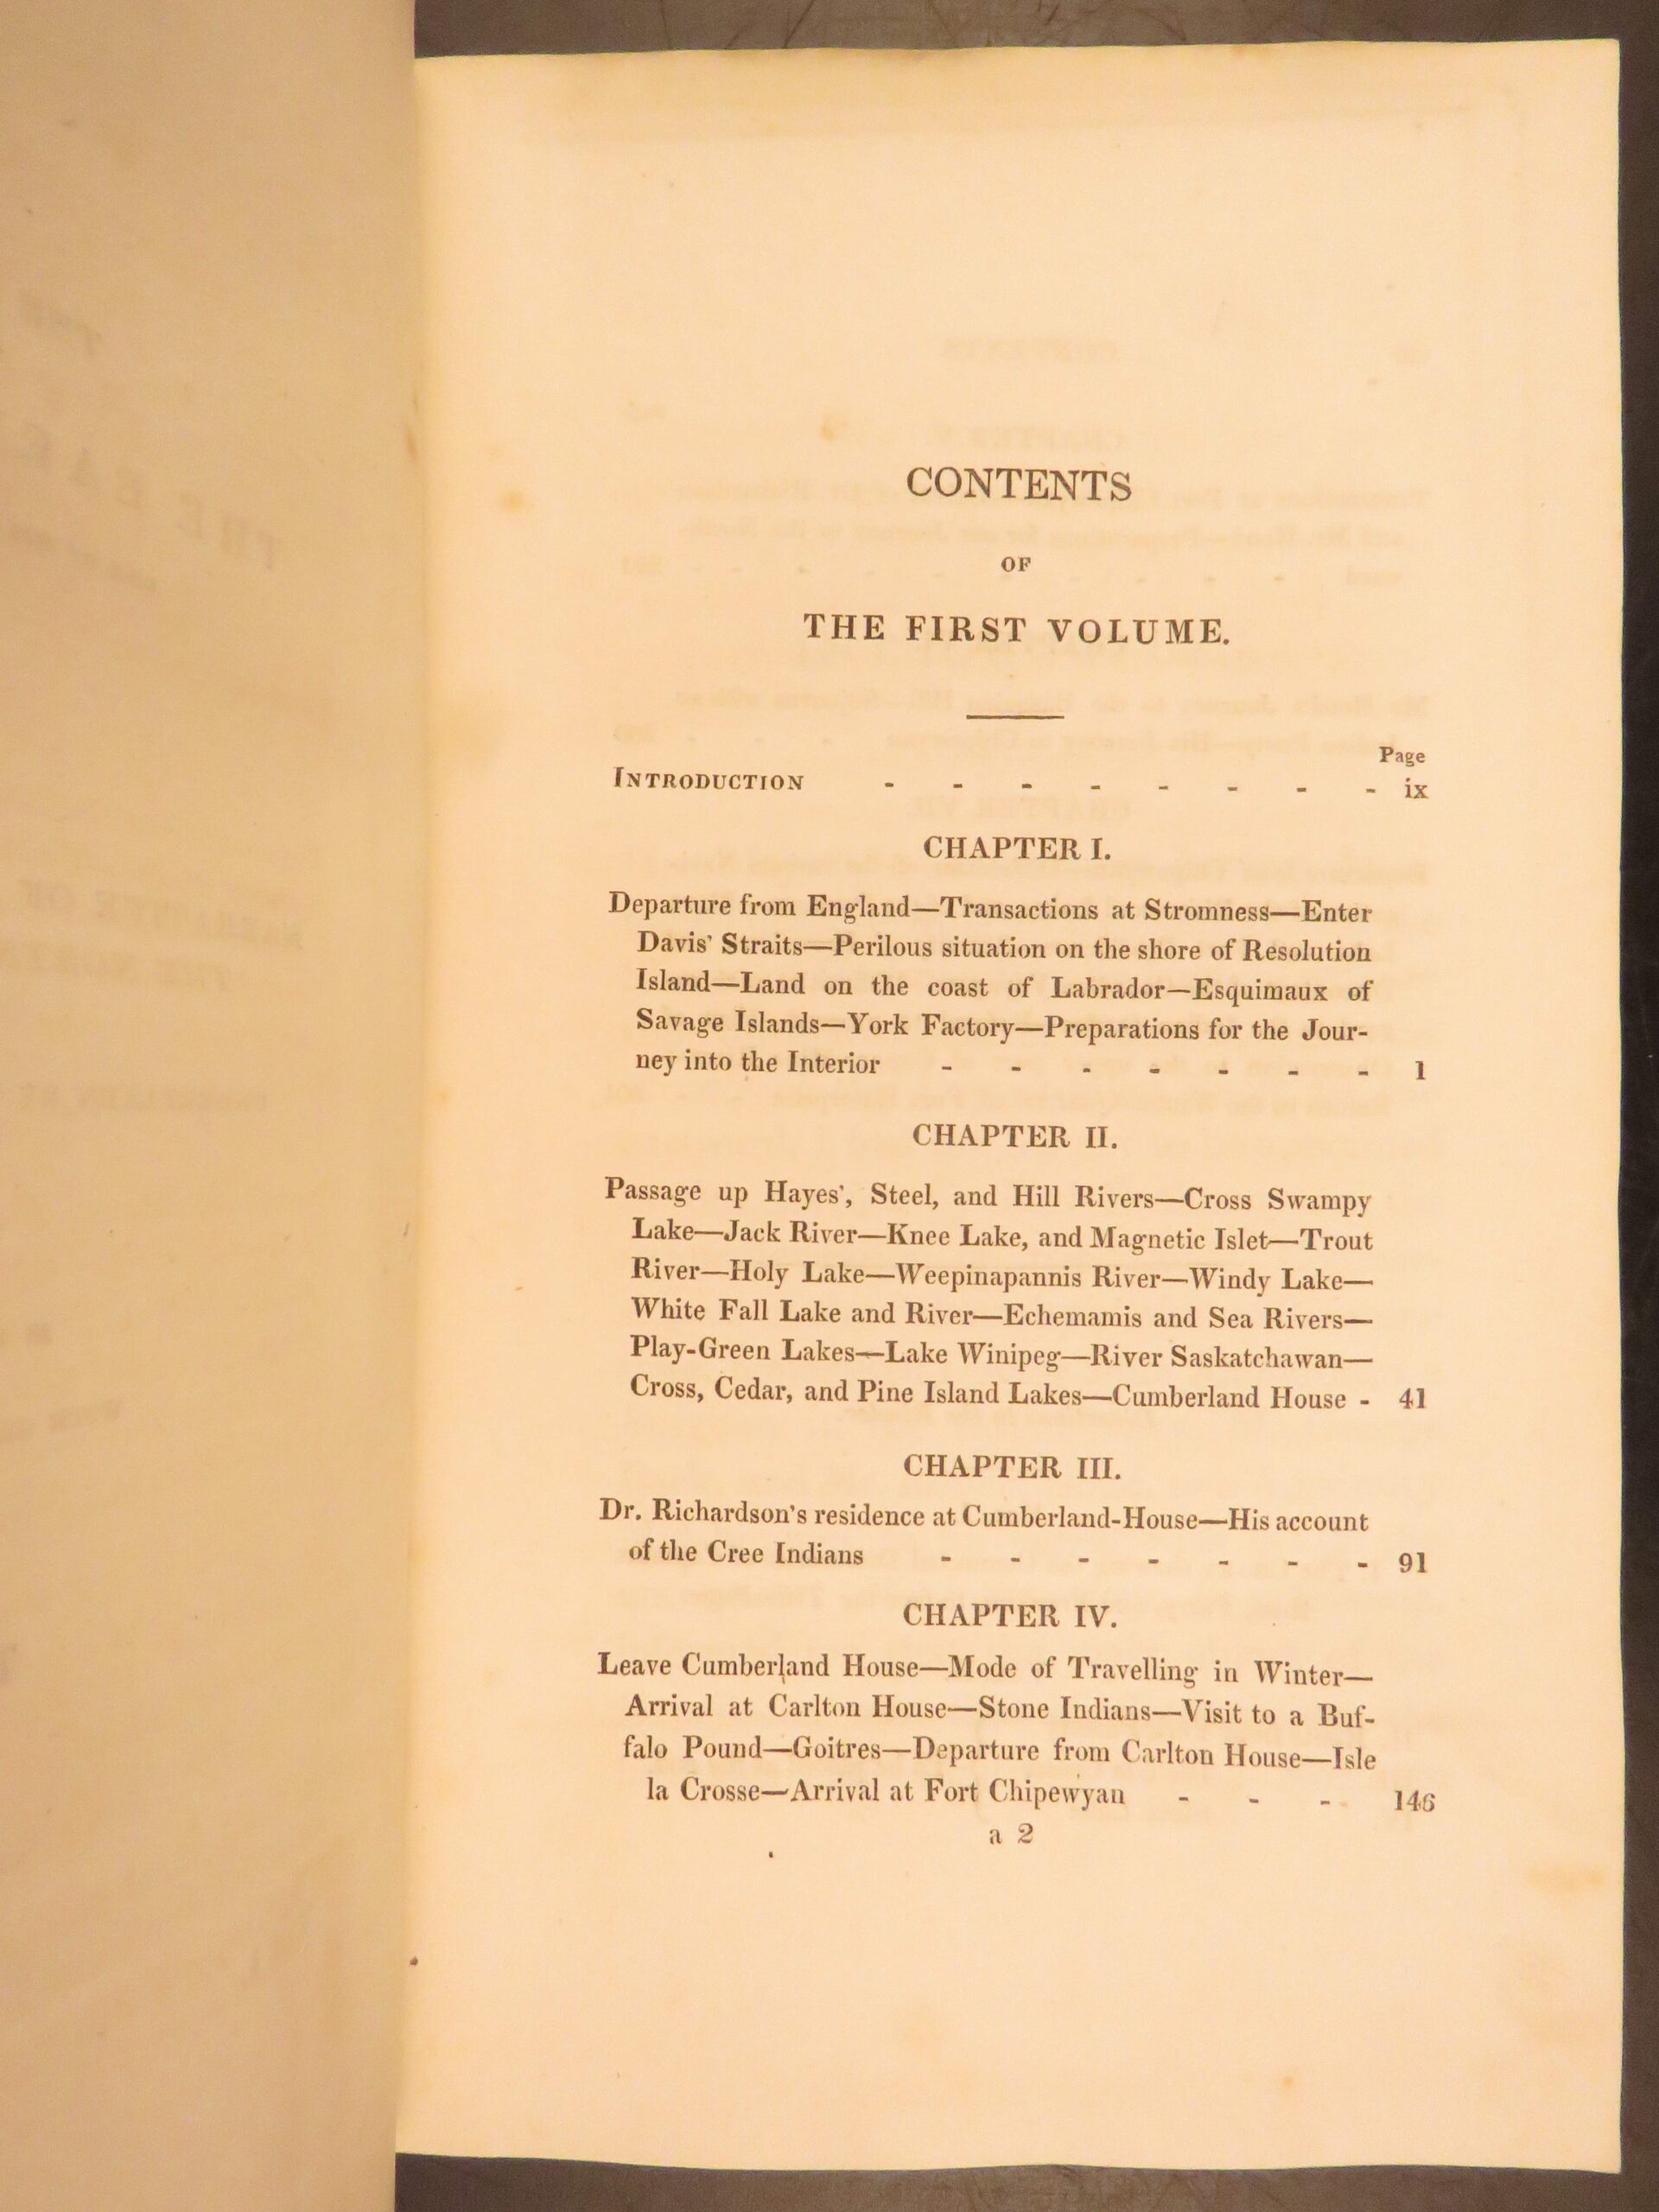 CONTENTS
OF
THE FIRST VOLUME.
Page
INTRODUCTION - - - - - - - - ix
CHAPTER I.
Departure from England—Transactions at Stromness—Enter
Davis' Straits—Perilous situation on the shore of Resolution
Island—Land on the coast of Labrador—Esquimaux of
Savage Islands—York Factory—Preparations for the Jour-
ney into the Interior - - - - - - - 1
CHAPTER II.
Passage up Hayes', Steel, and Hill Rivers—Cross Swampy
Lake—Jack River—Knee Lake, and Magnetic Islet—Trout
River—Holy Lake—Weepinapannis River—Windy Lake—
White Fall Lake and River—Echemamis and Sea Rivers—
Play-Green Lakes—Lake Winipeg—River Saskatchawan—
Cross, Cedar, and Pine Island Lakes—Cumberland House - 41
CHAPTER III.
Dr. Richardson's residence at Cumberland-House—His account
of the Cree Indians - - - - - - - 91
CHAPTER IV.
Leave Cumberland House—Mode of Travelling in Winter—
Arrival at Carlton House—Stone Indians—Visit to a Buf-
falo Pound—Goitres—Departure from Carlton House—Isle
la Crosse—Arrival at Fort Chipewyan - - - 146
a 2